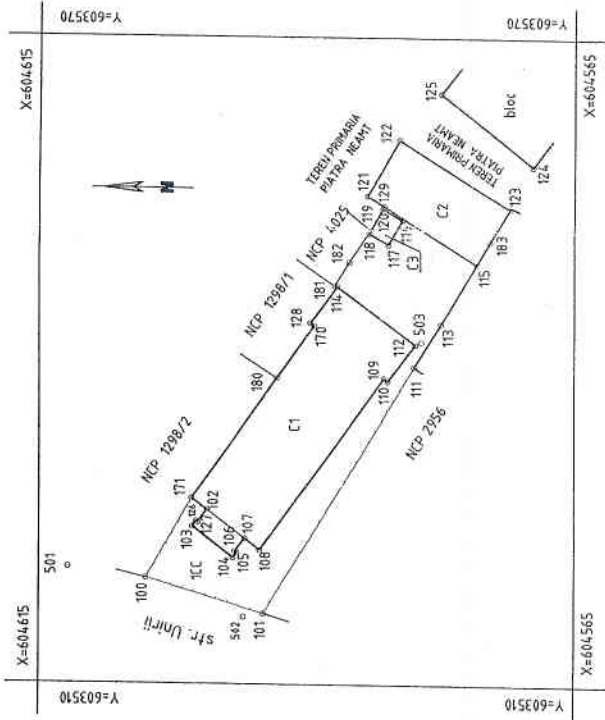 Y=603510
Y=603570
X=604615
X=604615
501
100
str. Unirii
502
101
N
NCP 1298/2
171
103
126
127
102
1CC
104
105
106
107
108
180
NCP 1298/1
C1
128
170
181
114
182
NCP 4025
118
119
120
129
121
TEREN PRIMARIA
PIATRA NEAMT
122
117
116
C3
C2
109
110
112
503
111
113
115
183
123
NCP 2956
TEREN PRIMARIA
PIATRA NEAMT
125
bloc
124
X=604565
X=604565
Y=603510
Y=603570